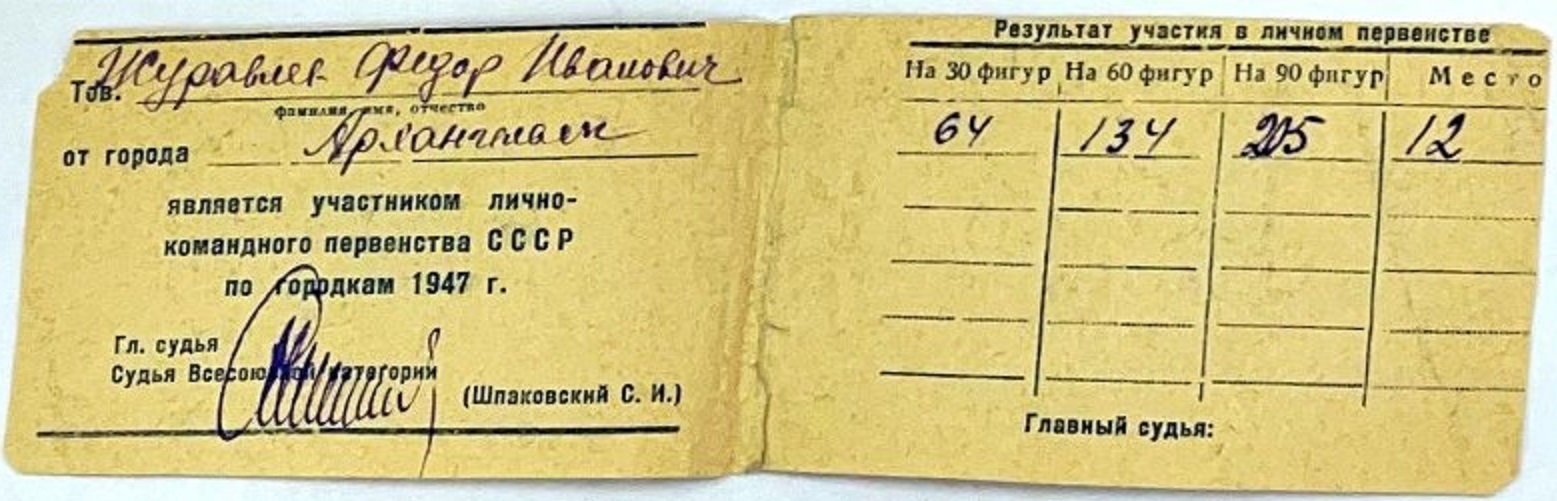 Тов. Журавлев Федор Иванович
фамилия, имя, отчество
от города Архангельск
является участником лично-
командного первенства СССР
по городкам 1947 г.
Гл. судья
Судья Всесоюзной категории
(Шпаковский С. И.)
Результат участия в личном первенстве
На 30 фигур На 60 фигур На 90 фигур Место
64 134 205 12
Главный судья: